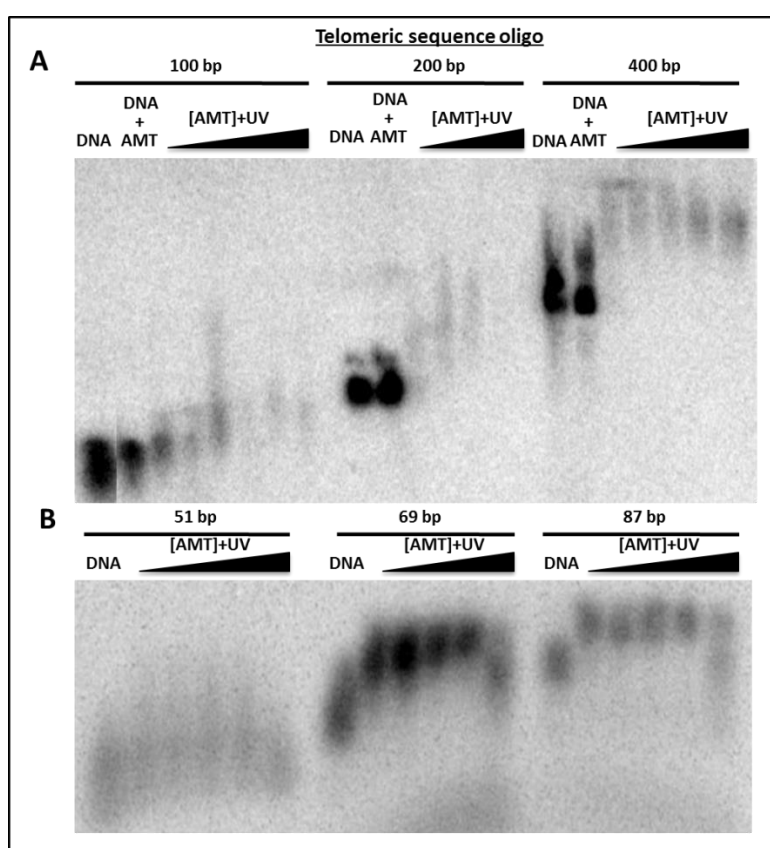 Telomeric sequence oligo
A
100 bp 200 bp 400 bp
DNA DNA + AMT [AMT]+UV DNA DNA + AMT [AMT]+UV DNA DNA + AMT [AMT]+UV
B
51 bp 69 bp 87 bp
DNA [AMT]+UV DNA [AMT]+UV DNA [AMT]+UV